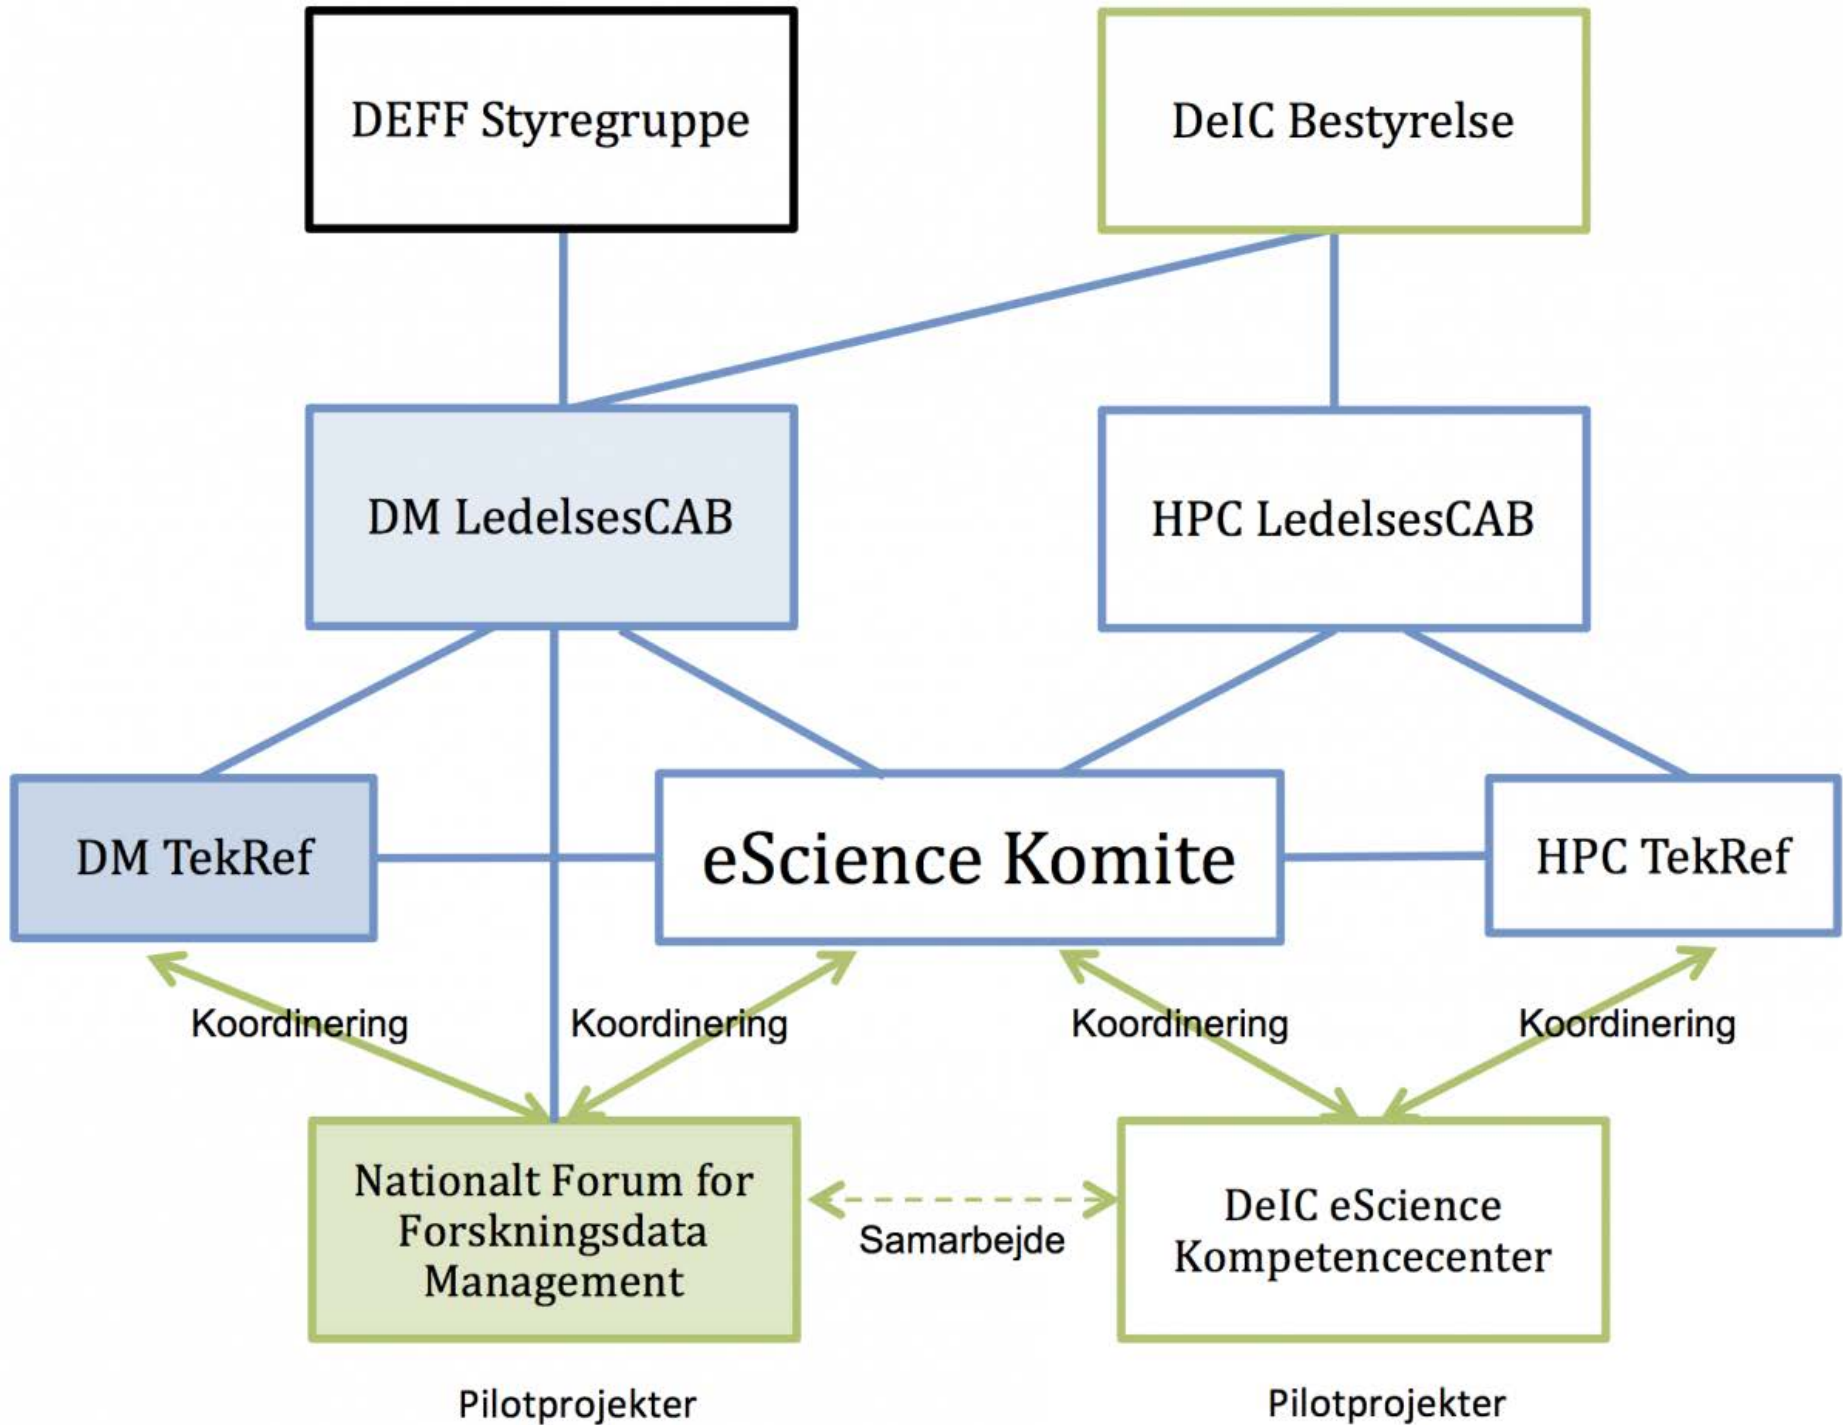 DEFF Styregruppe
DeIC Bestyrelse
DM LedelsesCAB
HPC LedelsesCAB
DM TekRef
eScience Komite
HPC TekRef
Koordinering
Koordinering
Koordinering
Koordinering
Nationalt Forum for
Forskningsdata
Management
Samarbejde
DeIC eScience
Kompetencecenter
Pilotprojekter
Pilotprojekter